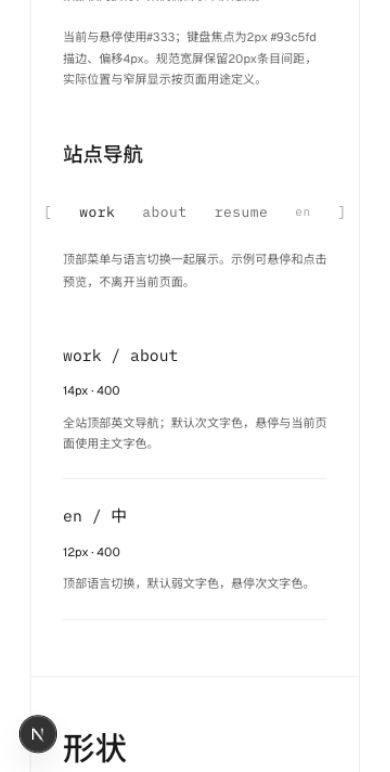 当前与悬停使用#333；键盘焦点为2px #93c5fd
描边、偏移4px。规范宽屏保留20px条目间距，
实际位置与窄屏显示按页面用途定义。
站点导航
[ work about resume en ]
顶部菜单与语言切换一起展示。示例可悬停和点击
预览，不离开当前页面。
work / about
14px · 400
全站顶部英文导航；默认次文字色，悬停与当前页
面使用主文字色。
en / 中
12px · 400
顶部语言切换，默认弱文字色，悬停次文字色。
N
形状